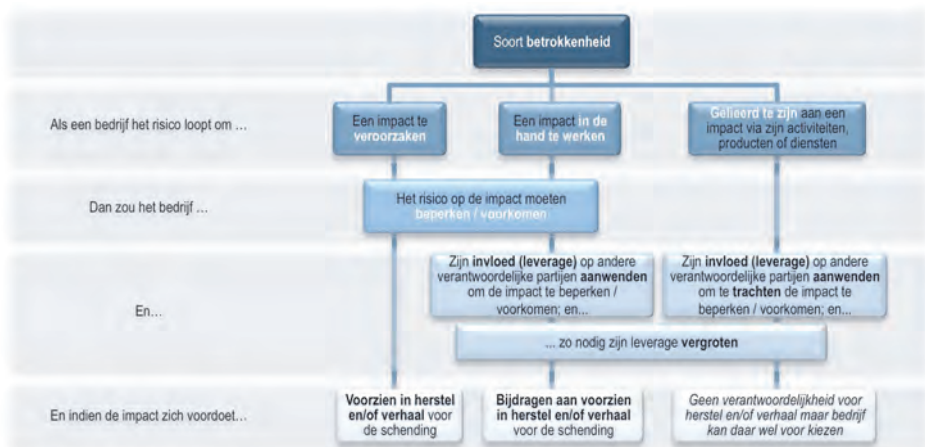 Soort betrokkenheid
Als een bedrijf het risico loopt om …
Een impact te
veroorzaken
Een impact in de
hand te werken
Gelieerd te zijn aan een
impact via zijn activiteiten,
producten of diensten
Dan zou het bedrijf …
Het risico op de impact moeten
beperken / voorkomen
En…
Zijn invloed (leverage) op andere
verantwoordelijke partijen aanwenden
om de impact te beperken /
voorkomen; en...
Zijn invloed (leverage) op andere
verantwoordelijke partijen aanwenden
om te trachten de impact te
beperken / voorkomen; en...
... zo nodig zijn leverage vergroten
En indien de impact zich voordoet…
Voorzien in herstel
en/of verhaal voor
de schending
Bijdragen aan voorzien
in herstel en/of verhaal
voor de schending
Geen verantwoordelijkheid voor
herstel en/of verhaal maar bedrijf
kan daar wel voor kiezen